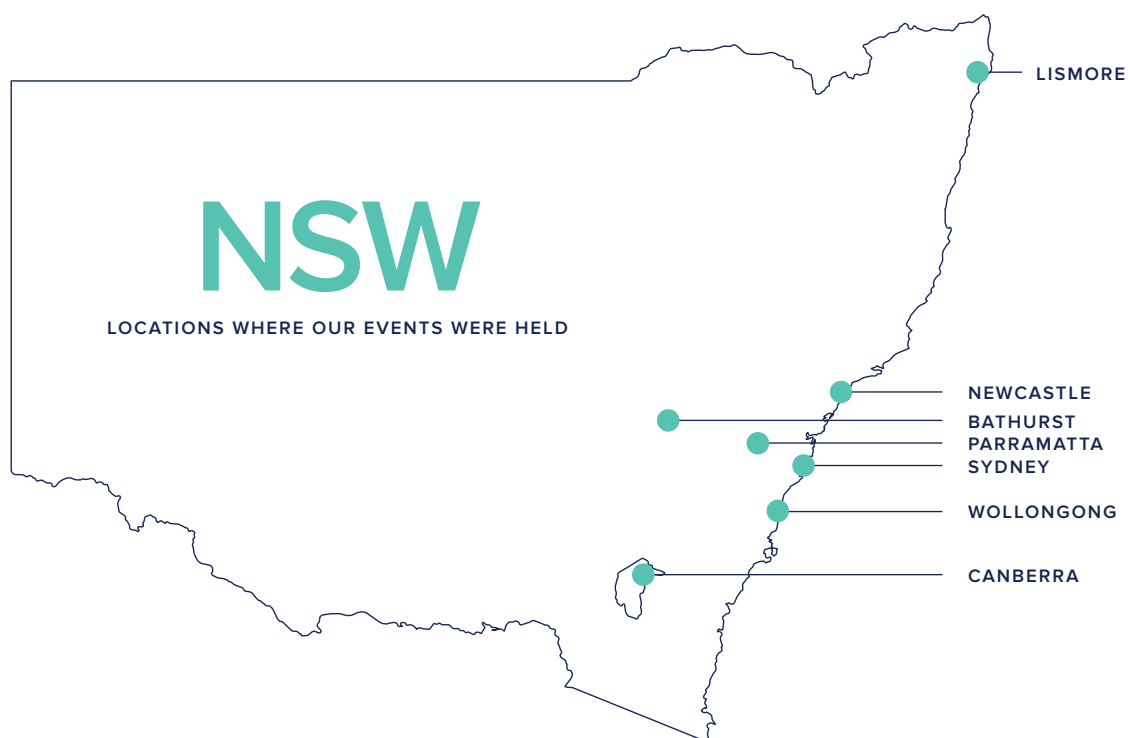 NSW
LOCATIONS WHERE OUR EVENTS WERE HELD
LISMORE
NEWCASTLE
BATHURST
PARRAMATTA
SYDNEY
WOLLONGONG
CANBERRA